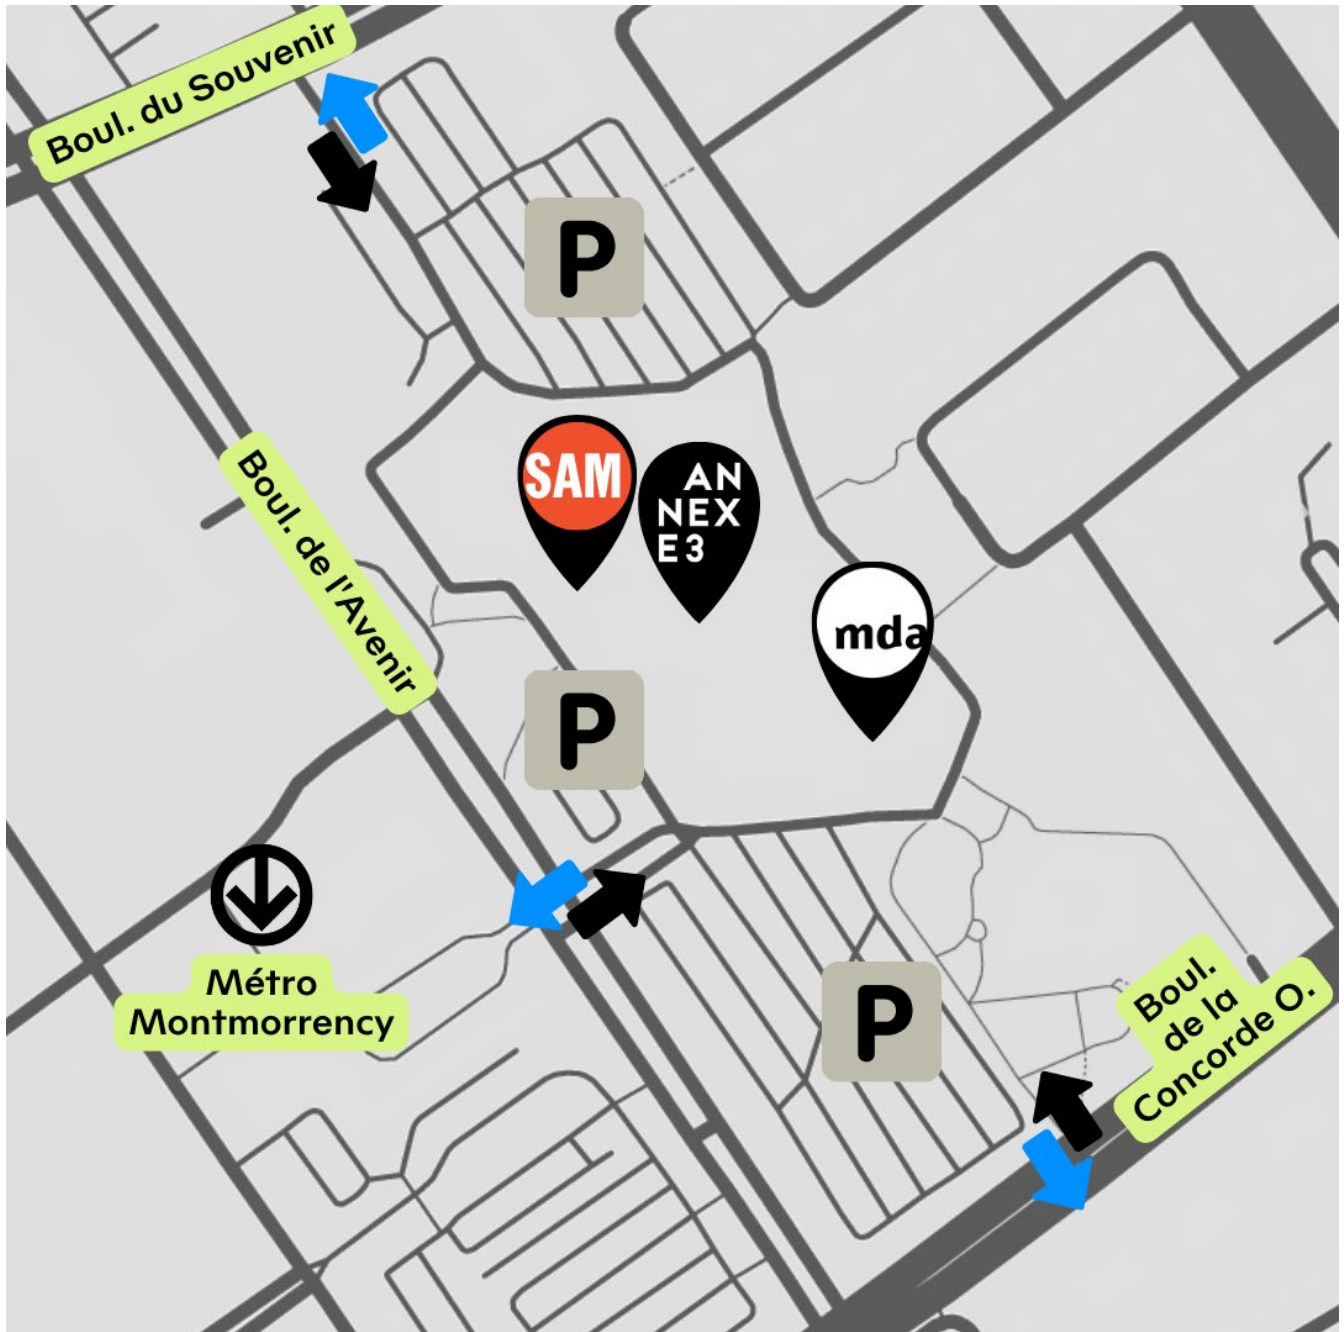 Boul. du Souvenir
P
SAM
AN
NEX
E3
Boul. de l'Avenir
mda
P
Métro
Montmorrency
P
Boul.
de la
Concorde O.